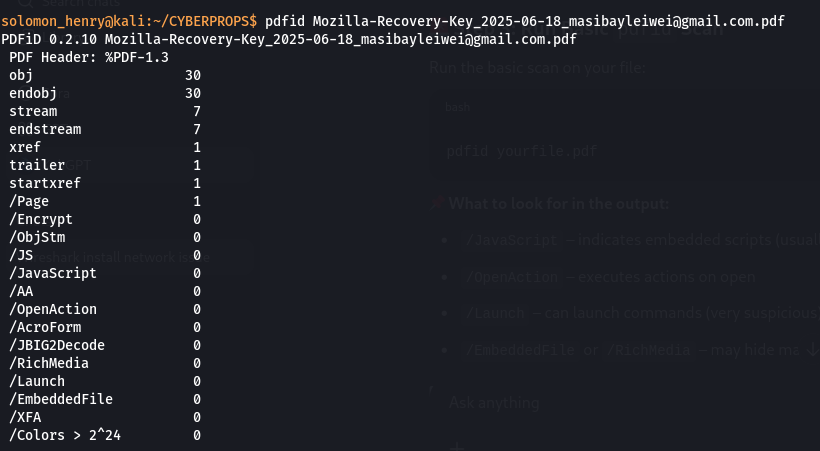 solomon_henry@kali:~/CYBERPROPS$ pdfid Mozilla-Recovery-Key_2025-06-18_masibayleiwei@gmail.com.pdf
PDFiD 0.2.10 Mozilla-Recovery-Key_2025-06-18_masibayleiwei@gmail.com.pdf
PDF Header: %PDF-1.3
obj 30
endobj 30
stream 7
endstream 7
xref 1
trailer 1
startxref 1
/Page 1
/Encrypt 0
/ObjStm 0
/JS 0
/JavaScript 0
/AA 0
/OpenAction 0
/AcroForm 0
/JBIG2Decode 0
/RichMedia 0
/Launch 0
/EmbeddedFile 0
/XFA 0
/Colors > 2^24 0
Search chats
Run the basic scan on your file:
bash
pdfid yourfile.pdf
What to look for in the output:
/JavaScript – indicates embedded scripts
/OpenAction – executes actions on open
/Launch – can launch commands (very suspicious)
/EmbeddedFile or /RichMedia – may hide
Ask anything